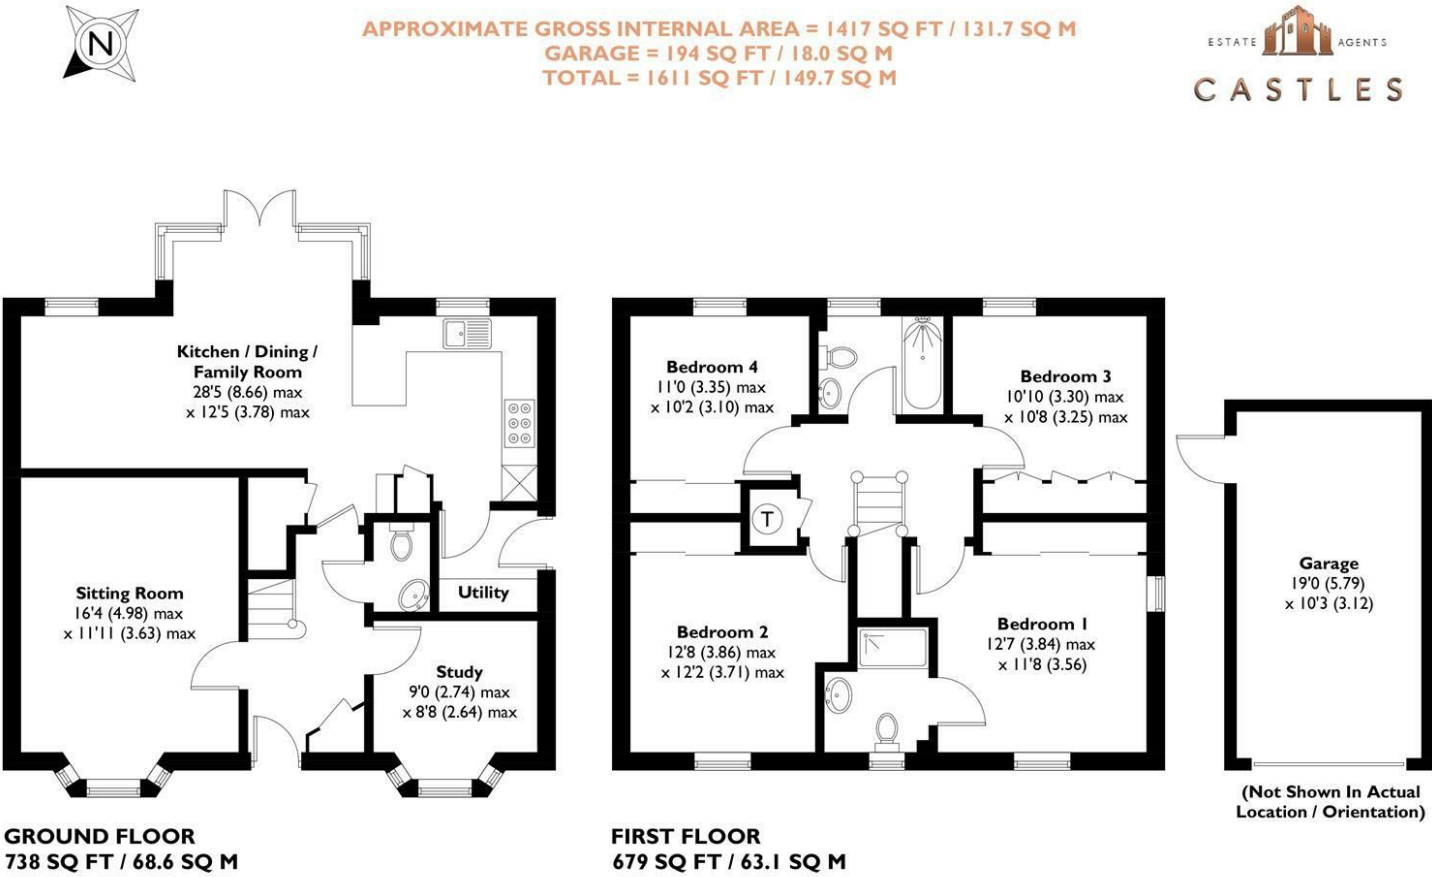 N
APPROXIMATE GROSS INTERNAL AREA = 1417 SQ FT / 131.7 SQ M
GARAGE = 194 SQ FT / 18.0 SQ M
TOTAL = 1611 SQ FT / 149.7 SQ M
ESTATE AGENTS
CASTLES
Kitchen / Dining /
Family Room
28'5 (8.66) max
x 12'5 (3.78) max
Sitting Room
16'4 (4.98) max
x 11'11 (3.63) max
Utility
Study
9'0 (2.74) max
x 8'8 (2.64) max
Bedroom 4
11'0 (3.35) max
x 10'2 (3.10) max
Bedroom 3
10'10 (3.30) max
x 10'8 (3.25) max
T
Bedroom 2
12'8 (3.86) max
x 12'2 (3.71) max
Bedroom 1
12'7 (3.84) max
x 11'8 (3.56)
Garage
19'0 (5.79)
x 10'3 (3.12)
(Not Shown In Actual
Location / Orientation)
GROUND FLOOR
738 SQ FT / 68.6 SQ M
FIRST FLOOR
679 SQ FT / 63.1 SQ M